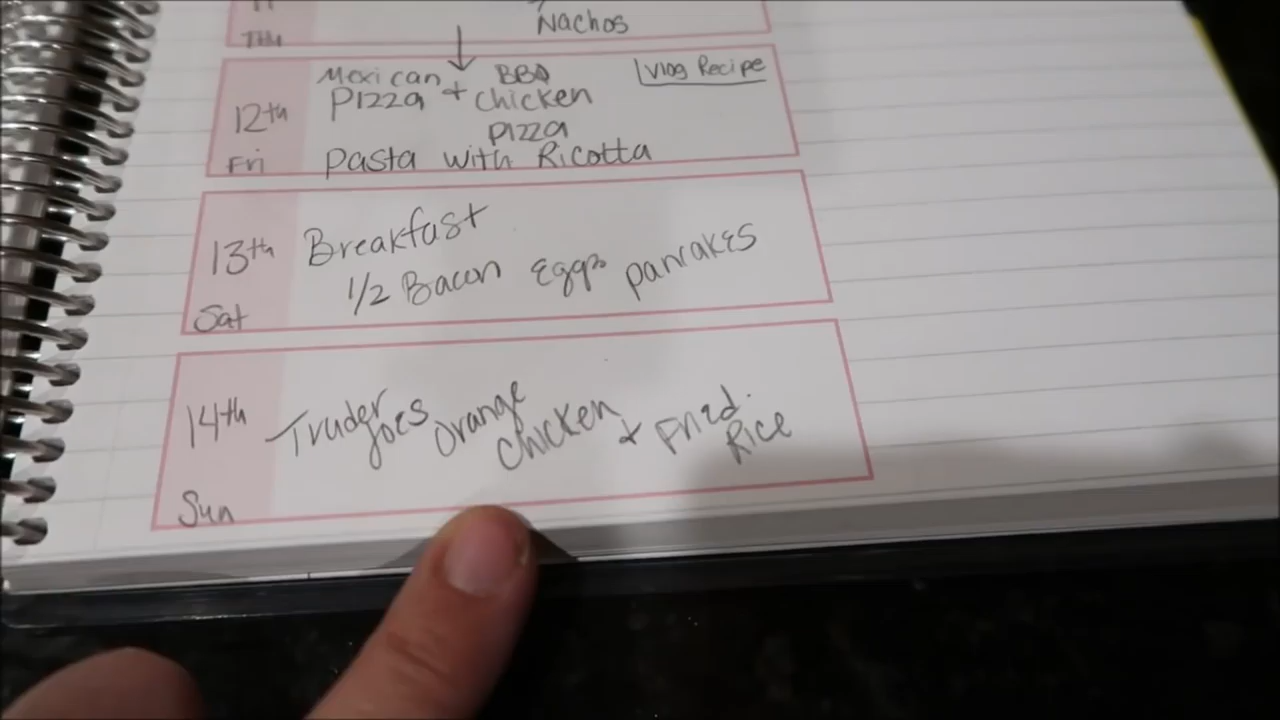 Nachos
Thu
Mexican + BBQ
Pizza chicken
pizza
Vlog Recipe
12th
Fri
Pasta with Ricotta
13th
Sat
Breakfast
1/2 Bacon Eggs pancakes
14th
Sun
Trader Joes Orange Chicken + Fried Rice